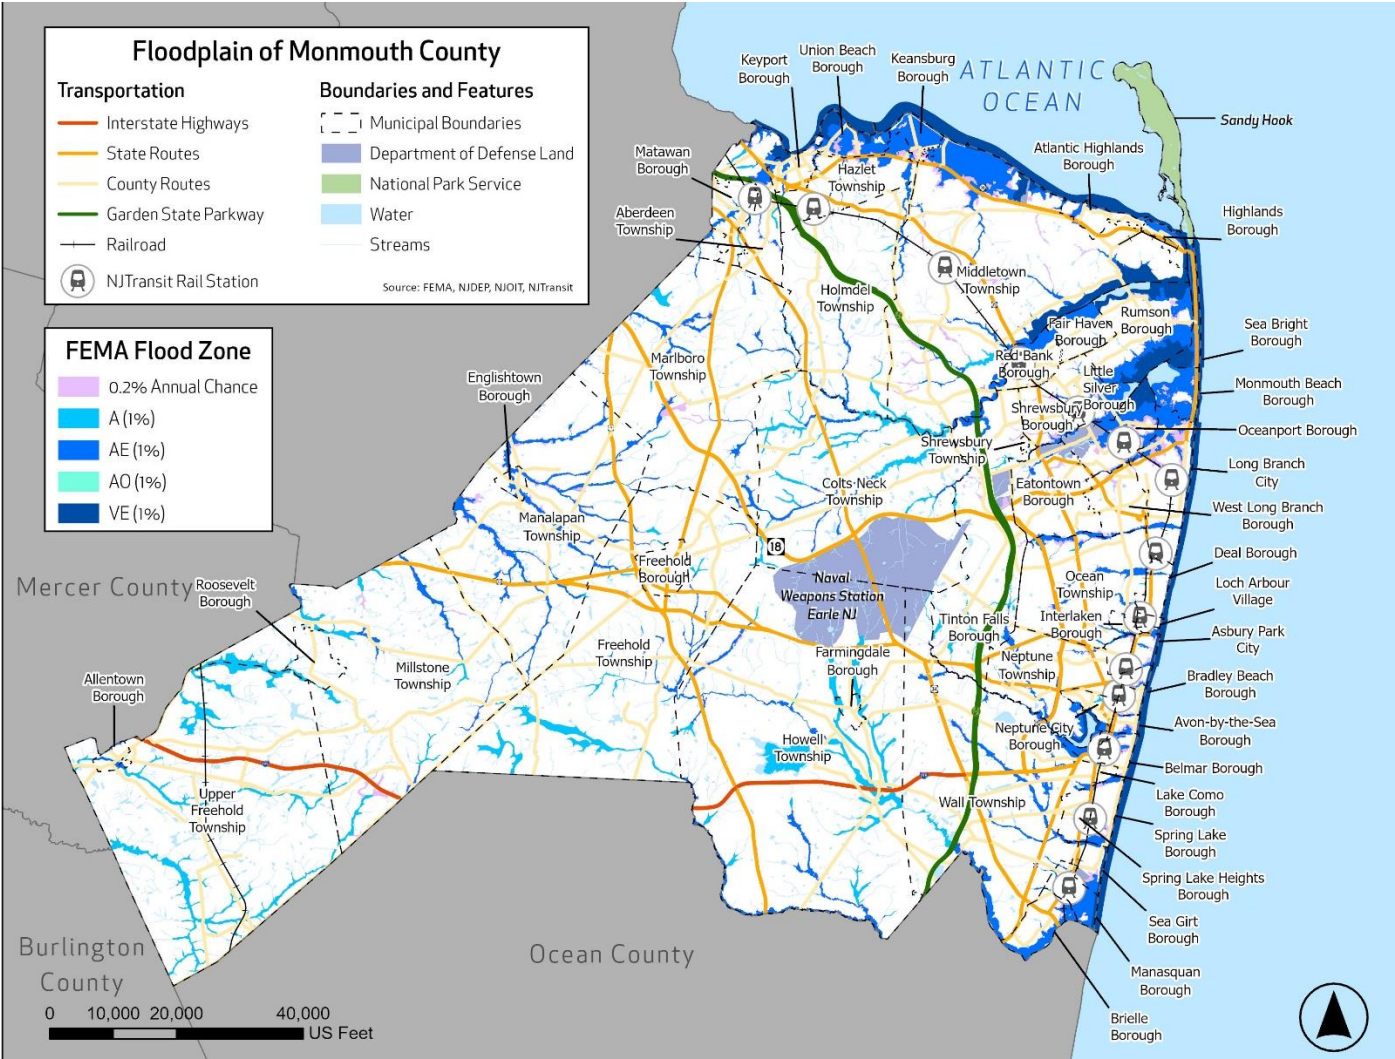 Floodplain of Monmouth County
Transportation
Interstate Highways
State Routes
County Routes
Garden State Parkway
Railroad
NJTransit Rail Station
Boundaries and Features
Municipal Boundaries
Department of Defense Land
National Park Service
Water
Streams
Source: FEMA, NJDEP, NJOIT, NJTransit
FEMA Flood Zone
0.2% Annual Chance
A (1%)
AE (1%)
AO (1%)
VE (1%)
ATLANTIC
OCEAN
Keyport
Borough
Union Beach
Borough
Keansburg
Borough
Sandy Hook
Atlantic Highlands
Borough
Matawan
Borough
Hazlet
Township
Aberdeen
Township
Highlands
Borough
Middletown
Township
Holmdel
Township
Rumson
Borough
Fair Haven
Borough
Sea Bright
Borough
Red Bank
Borough
Marlboro
Township
Little
Silver
Borough
Englishtown
Borough
Monmouth Beach
Borough
Shrewsbury
Borough
Oceanport Borough
Shrewsbury
Township
Long Branch
City
Colts Neck
Township
Eatontown
Borough
West Long Branch
Borough
Manalapan
Township
18
Deal Borough
Freehold
Borough
Naval
Weapons Station
Earle NJ
Ocean
Township
Loch Arbour
Village
Mercer County
Roosevelt
Borough
Tinton Falls
Borough
Interlaken
Borough
Asbury Park
City
Freehold
Township
Farmingdale
Borough
Neptune
Township
Millstone
Township
Bradley Beach
Borough
Allentown
Borough
Avon-by-the-Sea
Borough
Neptune City
Borough
Howell
Township
Belmar Borough
Upper
Freehold
Township
Wall Township
Lake Como
Borough
Spring Lake
Borough
Spring Lake Heights
Borough
Sea Girt
Borough
Burlington
County
Ocean County
Manasquan
Borough
Brielle
Borough
0 10,000 20,000 40,000
US Feet